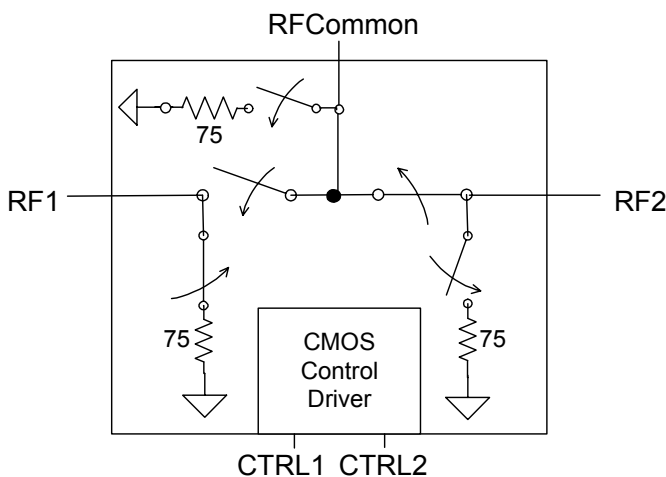 RFCommon
75
RF1
RF2
75
75
CMOS
Control
Driver
CTRL1 CTRL2